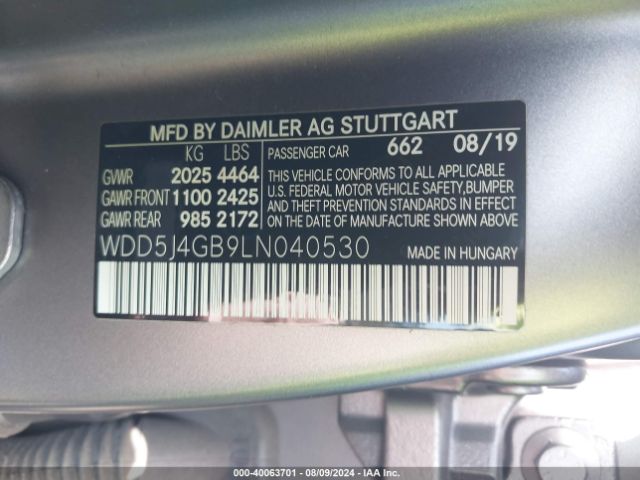 MFD BY DAIMLER AG STUTTGART
KG LBS PASSENGER CAR 662 08/19
GVWR 2025 4464
GAWR FRONT 1100 2425
GAWR REAR 985 2172
THIS VEHICLE CONFORMS TO ALL APPLICABLE
U.S. FEDERAL MOTOR VEHICLE SAFETY,BUMPER
AND THEFT PREVENTION STANDARDS IN EFFECT
ON THE DATE OF MANUFACTURE SHOWN ABOVE.
WDD5J4GB9LN040530 MADE IN HUNGARY
000-40063701 - 08/09/2024 - IAA Inc.